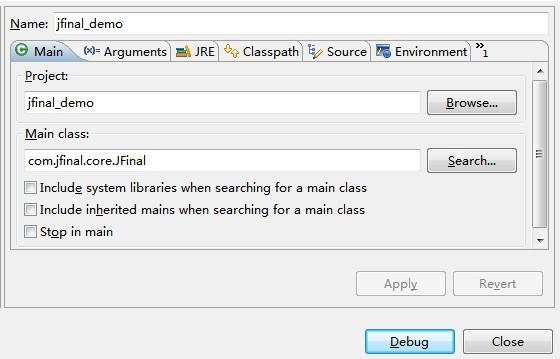 Name: jfinal_demo
Main (x)= Arguments JRE Classpath Source Environment »1
Project:
jfinal_demo Browse...
Main class:
com.jfinal.core.JFinal Search...
Include system libraries when searching for a main class
Include inherited mains when searching for a main class
Stop in main
Apply Revert
Debug Close